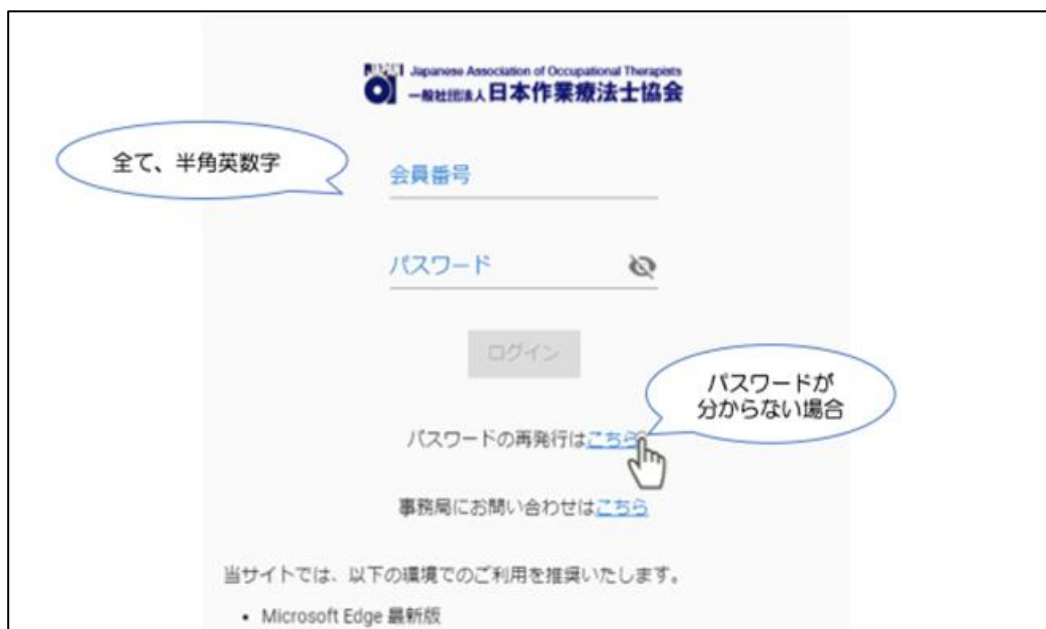 JAPAN
Japanese Association of Occupational Therapists
一般社団法人日本作業療法士協会
全て、半角英数字
会員番号
パスワード
ログイン
パスワードが
分からない場合
パスワードの再発行はこちら
事務局にお問い合わせはこちら
当サイトでは、以下の環境でのご利用を推奨いたします。
• Microsoft Edge 最新版